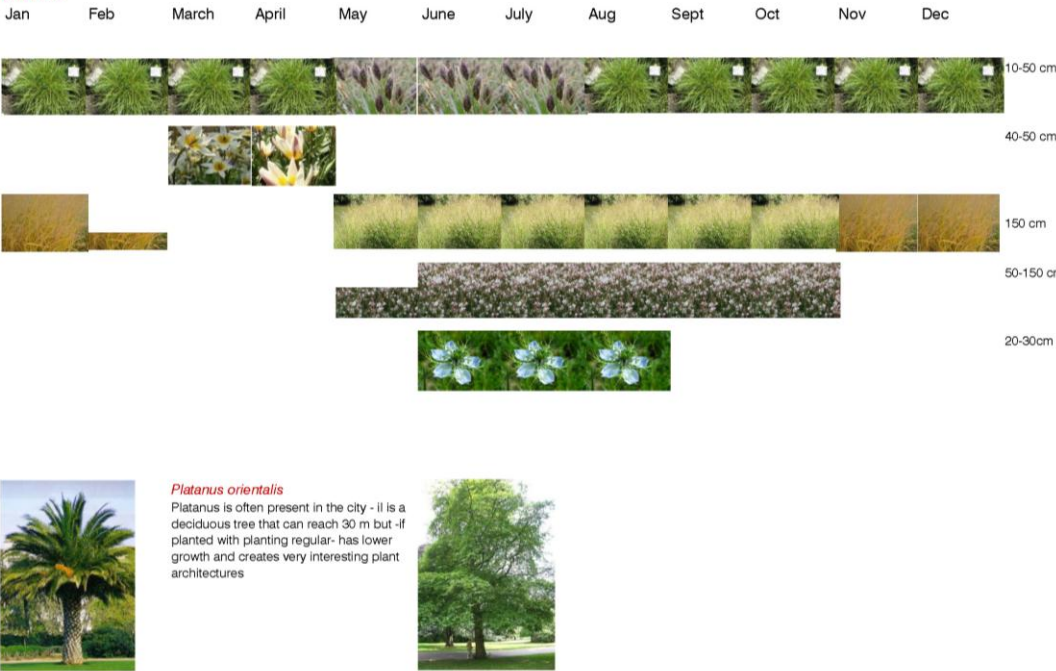 Jan Feb March April May June July Aug Sept Oct Nov Dec
10-50 cm
40-50 cm
150 cm
50-150 cr
20-30cm
Platanus orientalis
Platanus is often present in the city - il is a
deciduous tree that can reach 30 m but -if
planted with planting regular- has lower
growth and creates very interesting plant
architectures